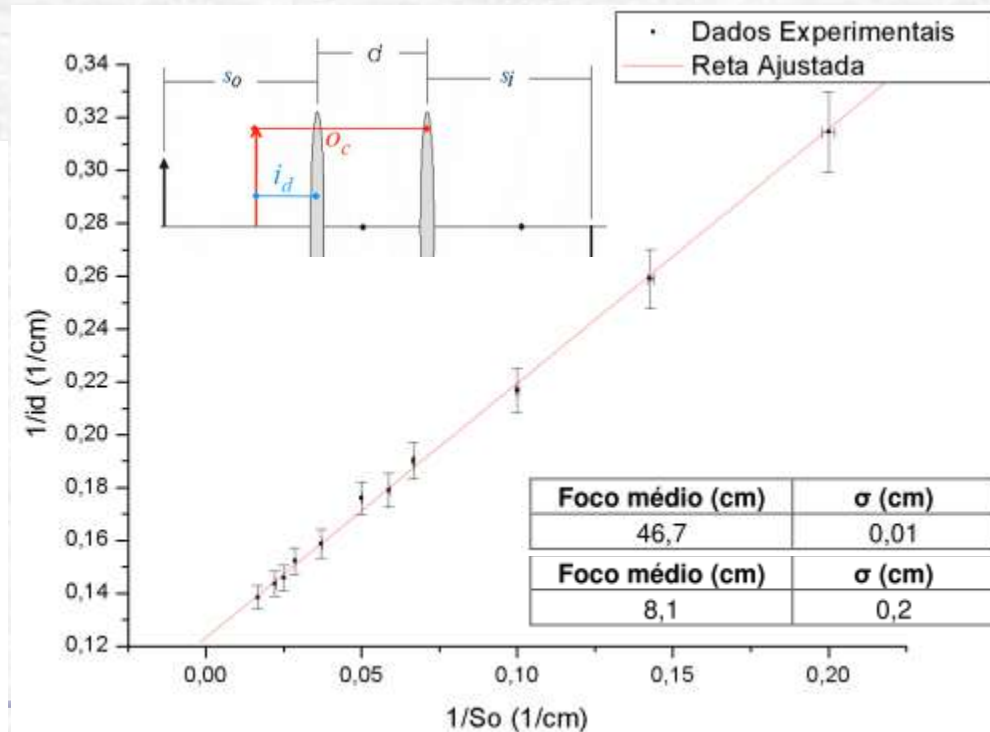 Dados Experimentais
Reta Ajustada
s_o
d
s_i
o_c
i_d
0,34
0,32
0,30
0,28
0,26
0,24
0,22
0,20
0,18
0,16
0,14
0,12
1/id (1/cm)
Foco médio (cm) σ (cm)
46,7 0,01
Foco médio (cm) σ (cm)
8,1 0,2
0,00 0,05 0,10 0,15 0,20
1/So (1/cm)